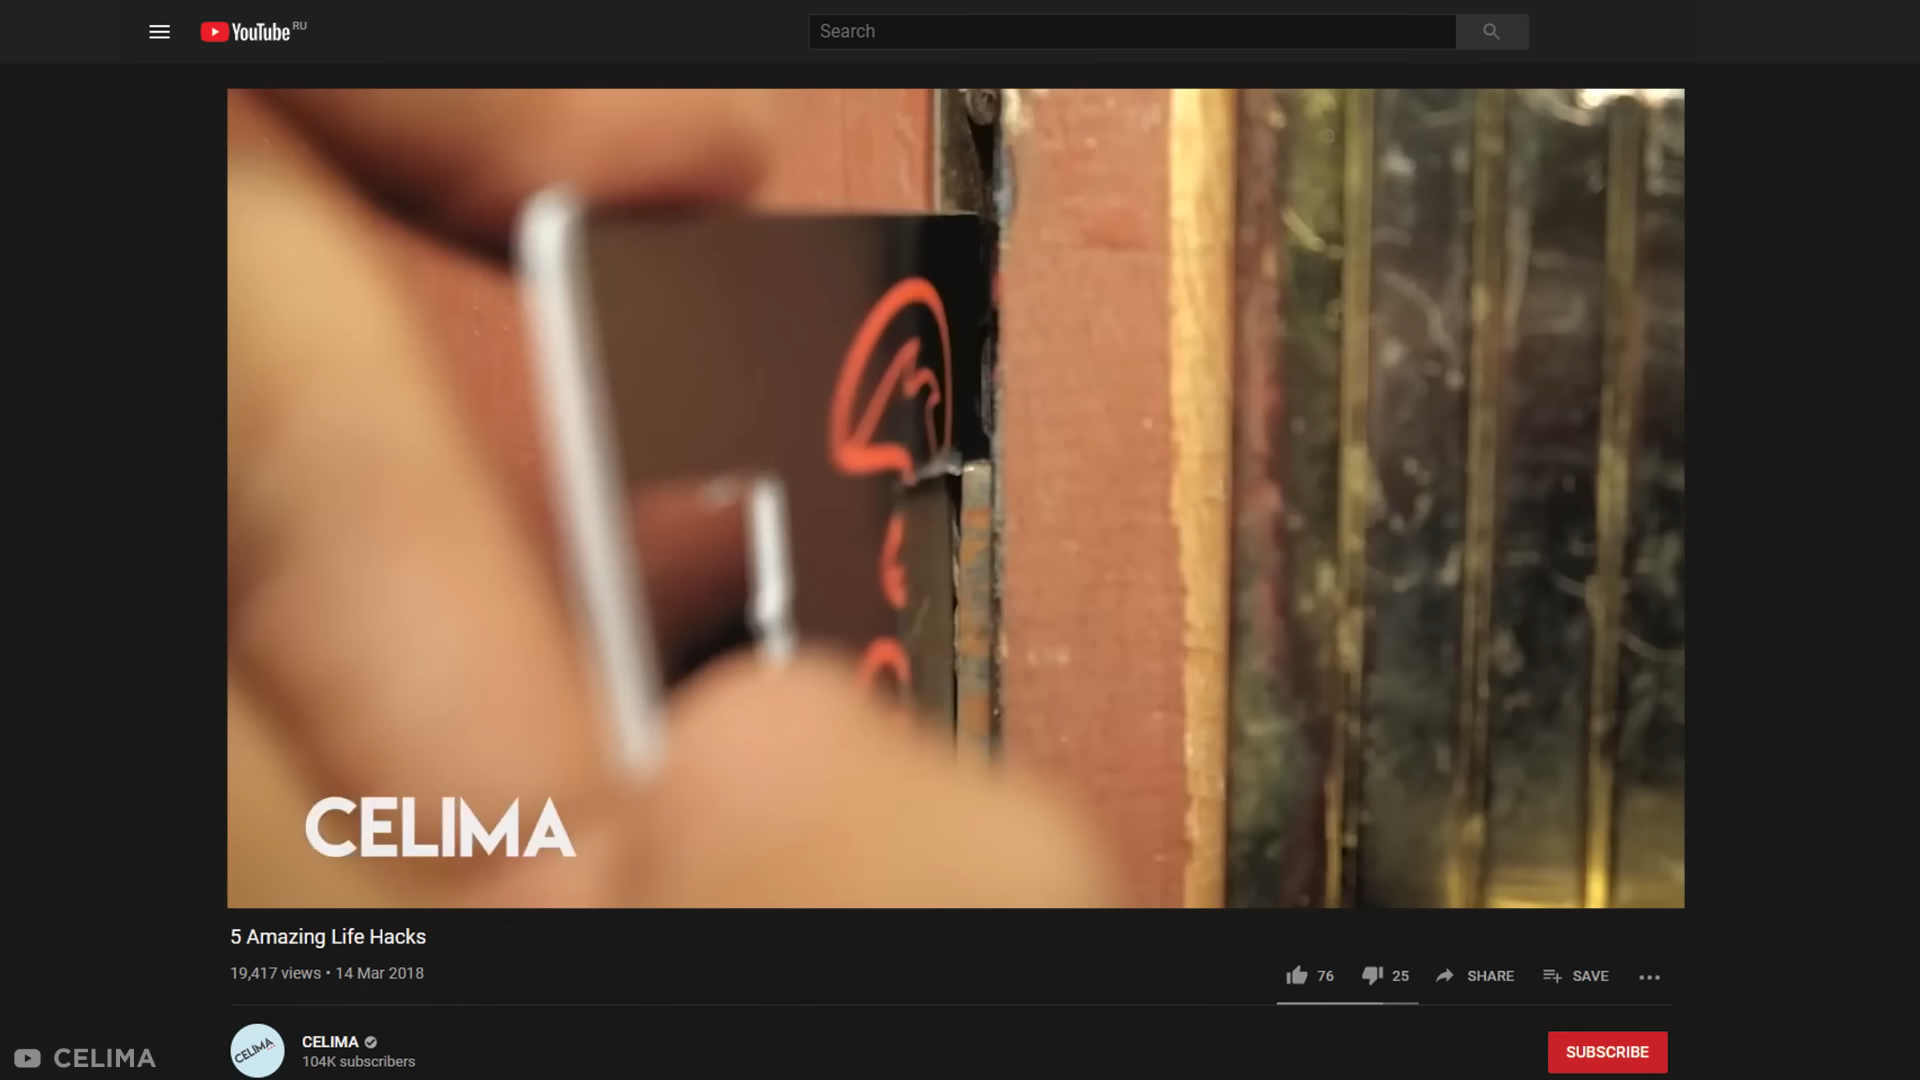 YouTube RU
Search
CELIMA
5 Amazing Life Hacks
19,417 views • 14 Mar 2018
76
25
SHARE
SAVE
CELIMA
CELIMA
104K subscribers
SUBSCRIBE
CELIMA